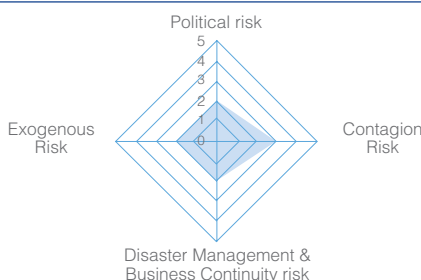 Political risk
5
4
3
2
1
0
Exogenous
Risk
Contagion
Risk
Disaster Management &
Business Continuity risk